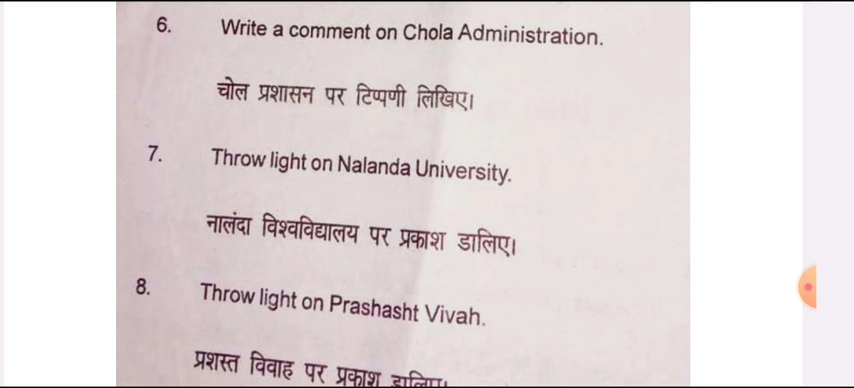 6. Write a comment on Chola Administration.
चोल प्रशासन पर टिप्पणी लिखिए।
7. Throw light on Nalanda University.
नालंदा विश्वविद्यालय पर प्रकाश डालिए।
8. Throw light on Prashasht Vivah.
प्रशस्त विवाह पर प्रकाश डालिए।